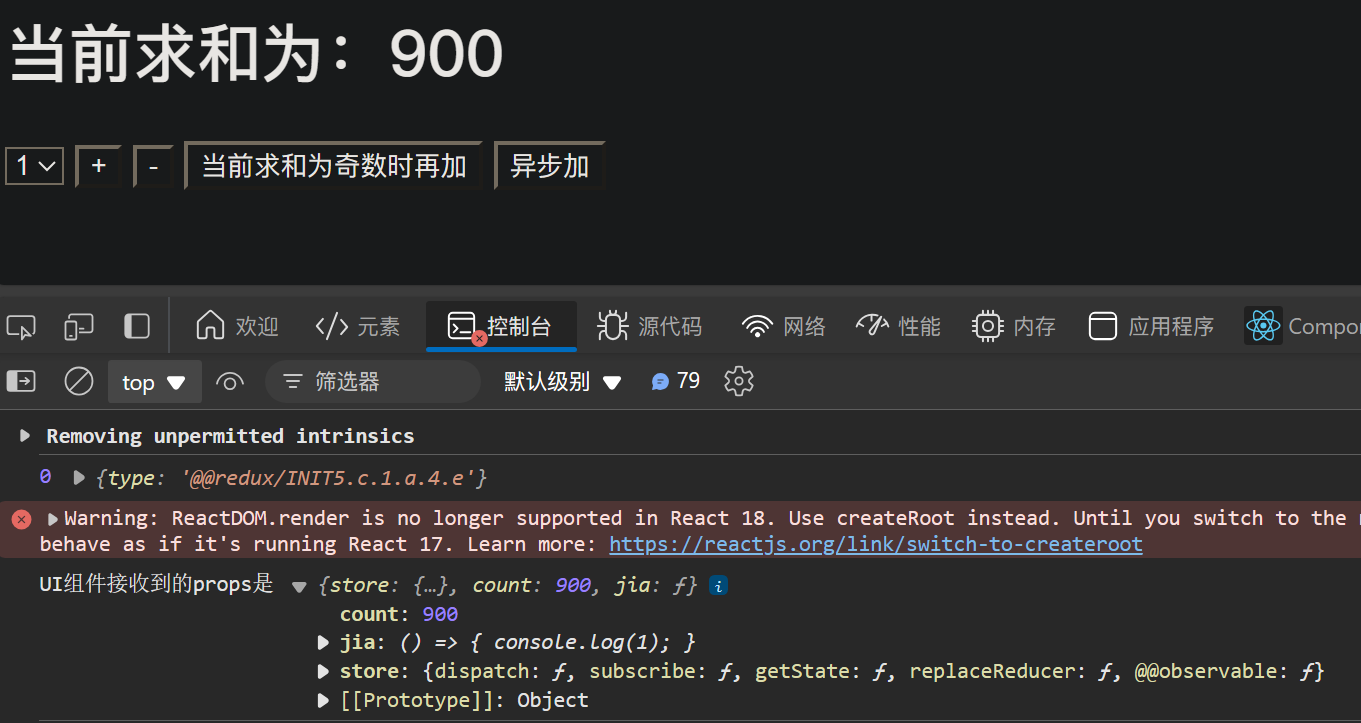 当前求和为：900
1 + - 当前求和为奇数时再加 异步加
欢迎 元素 控制台 源代码 网络 性能 内存 应用程序 Compo
top 筛选器 默认级别 79
Removing unpermitted intrinsics
0 {type: '@@redux/INIT5.c.1.a.4.e'}
Warning: ReactDOM.render is no longer supported in React 18. Use createRoot instead. Until you switch to the
behave as if it's running React 17. Learn more: https://reactjs.org/link/switch-to-createroot
UI组件接收到的props是 {store: {…}, count: 900, jia: ƒ} i
count: 900
jia: () => { console.log(1); }
store: {dispatch: ƒ, subscribe: ƒ, getState: ƒ, replaceReducer: ƒ, @@observable: ƒ}
[[Prototype]]: Object